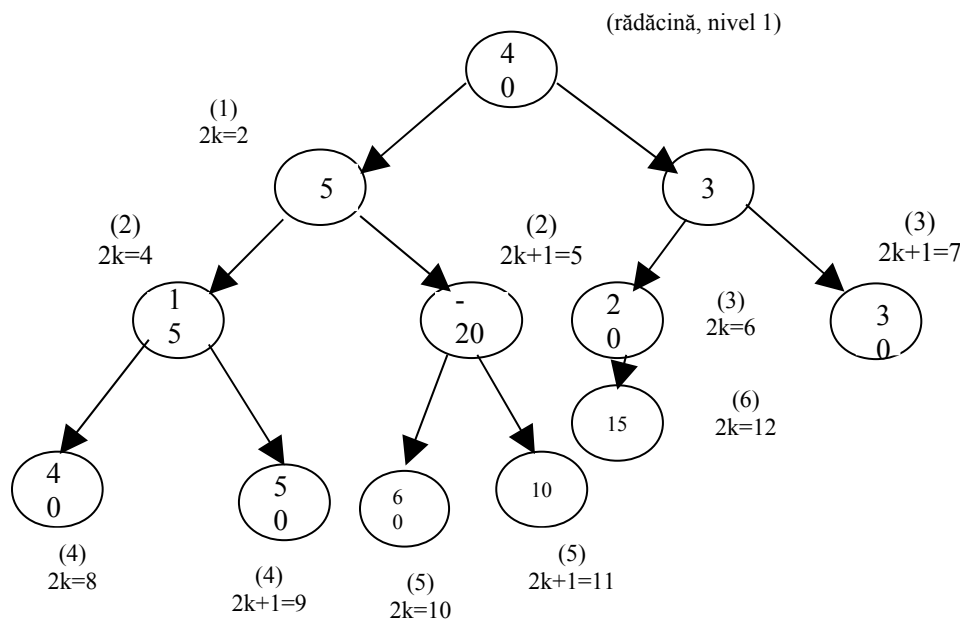 (rădăcină, nivel 1)
4
0
(1)
2k=2
5
3
(2)
2k=4
(2)
2k+1=5
(3)
2k+1=7
1
5
-
20
2
0
(3)
2k=6
3
0
15
(6)
2k=12
4
0
5
0
6
0
10
(4)
2k=8
(4)
2k+1=9
(5)
2k=10
(5)
2k+1=11